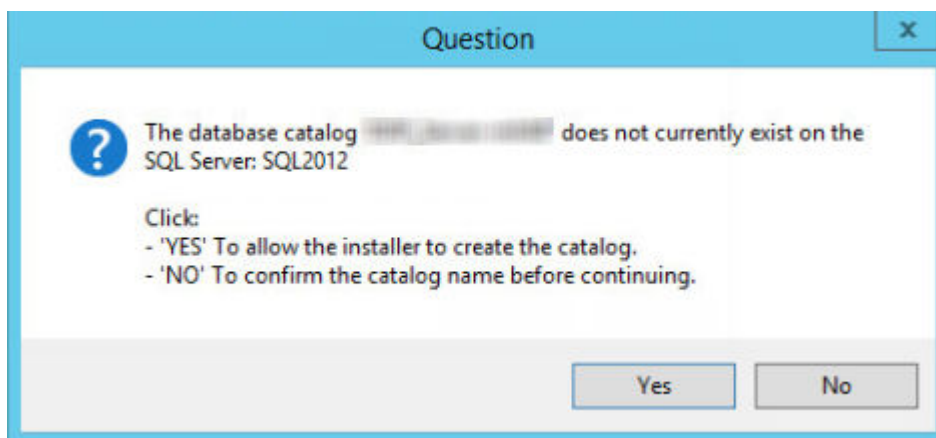 Question
x
The database catalog does not currently exist on the
SQL Server: SQL2012
Click:
- 'YES' To allow the installer to create the catalog.
- 'NO' To confirm the catalog name before continuing.
Yes
No